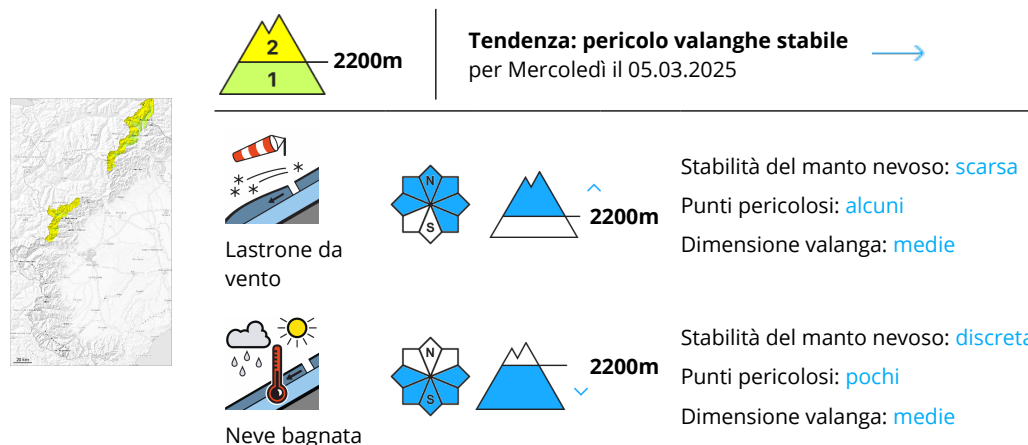 2
1
2200m
Tendenza: pericolo valanghe stabile
per Mercoledì il 05.03.2025
20 km
N
S
2200m
Lastrone da
vento
Stabilità del manto nevoso: scarsa
Punti pericolosi: alcuni
Dimensione valanga: medie
N
S
2200m
Neve bagnata
Stabilità del manto nevoso: discreta
Punti pericolosi: pochi
Dimensione valanga: medie